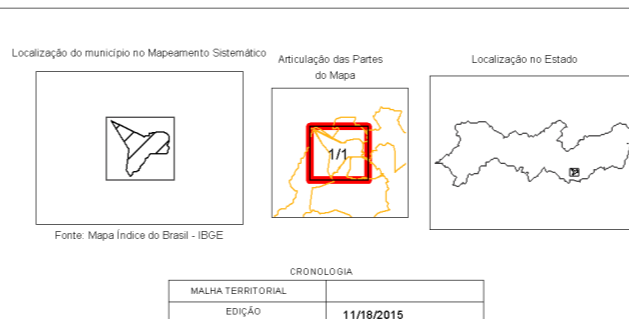 Localização do município no Mapeamento Sistemático
Articulação das Partes
do Mapa
Localização no Estado
1/1
Fonte: Mapa Índice do Brasil - IBGE
CRONOLOGIA
MALHA TERRITORIAL
EDIÇÃO 11/18/2015